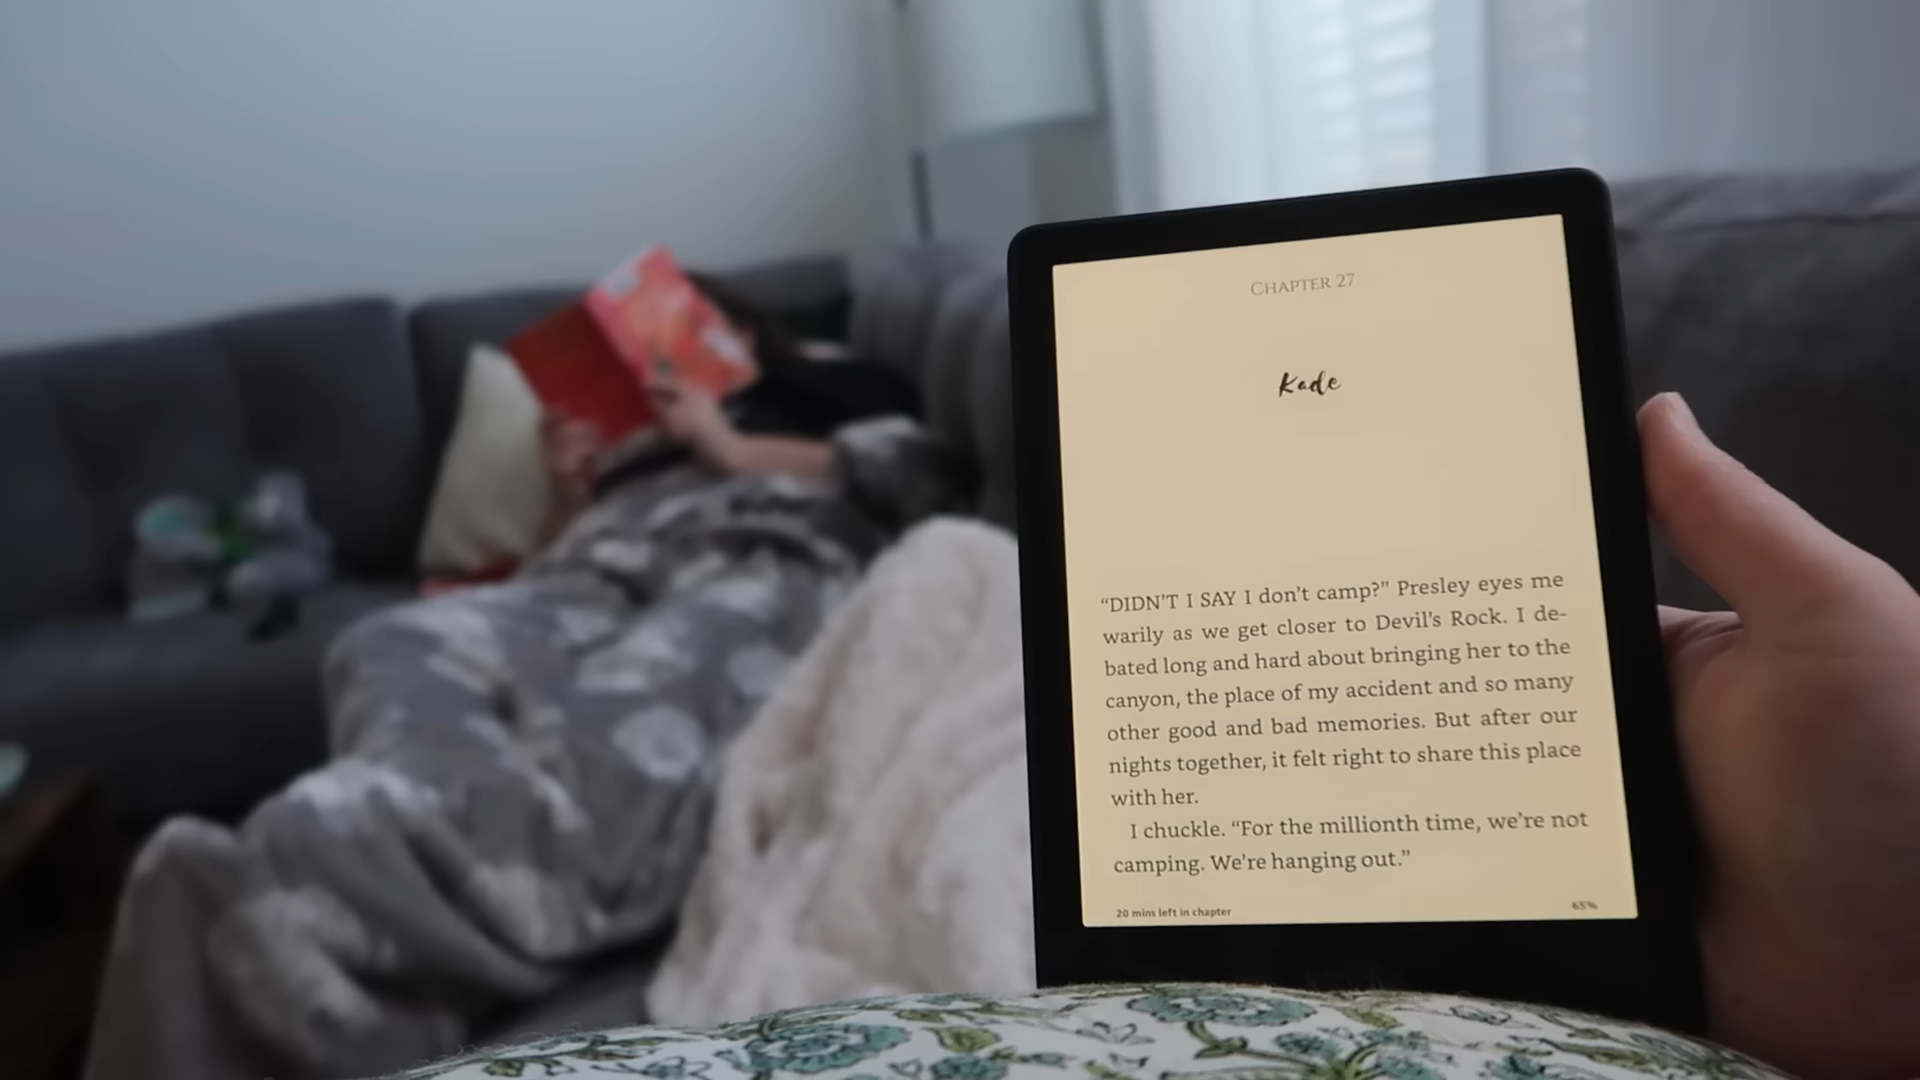 CHAPTER 27
Kade
“DIDN’T I SAY I don’t camp?” Presley eyes me
warily as we get closer to Devil’s Rock. I de-
bated long and hard about bringing her to the
canyon, the place of my accident and so many
other good and bad memories. But after our
nights together, it felt right to share this place
with her.
I chuckle. “For the millionth time, we’re not
camping. We’re hanging out.”
20 mins left in chapter
65%